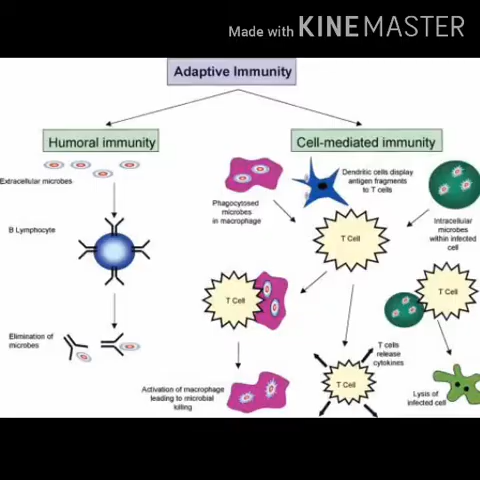 Made with KINEMASTER
Adaptive Immunity
Humoral immunity
Cell-mediated immunity
Extracellular microbes
B Lymphocyte
Elimination of
microbes
Phagocytosed
microbes
in macrophage
Dendritic cells display
antigen fragments
to T cells
Intracellular
microbes
within infected
cell
T Cell
T Cell
T Cell
T cells
release
cytokines
T Cell
Activation of macrophage
leading to microbial
killing
Lysis of
infected cell